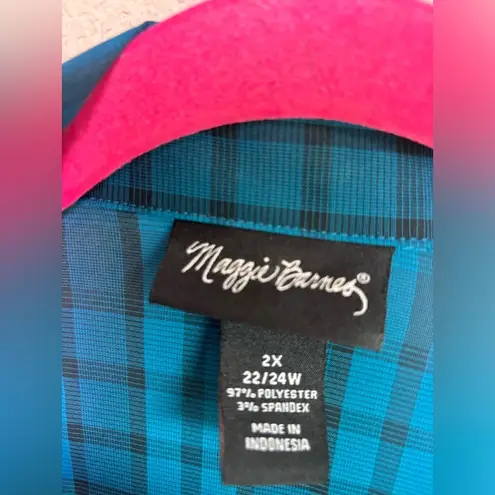 Maggie Barnes®
2X
22/24W
97% POLYESTER
3% SPANDEX
MADE IN
INDONESIA